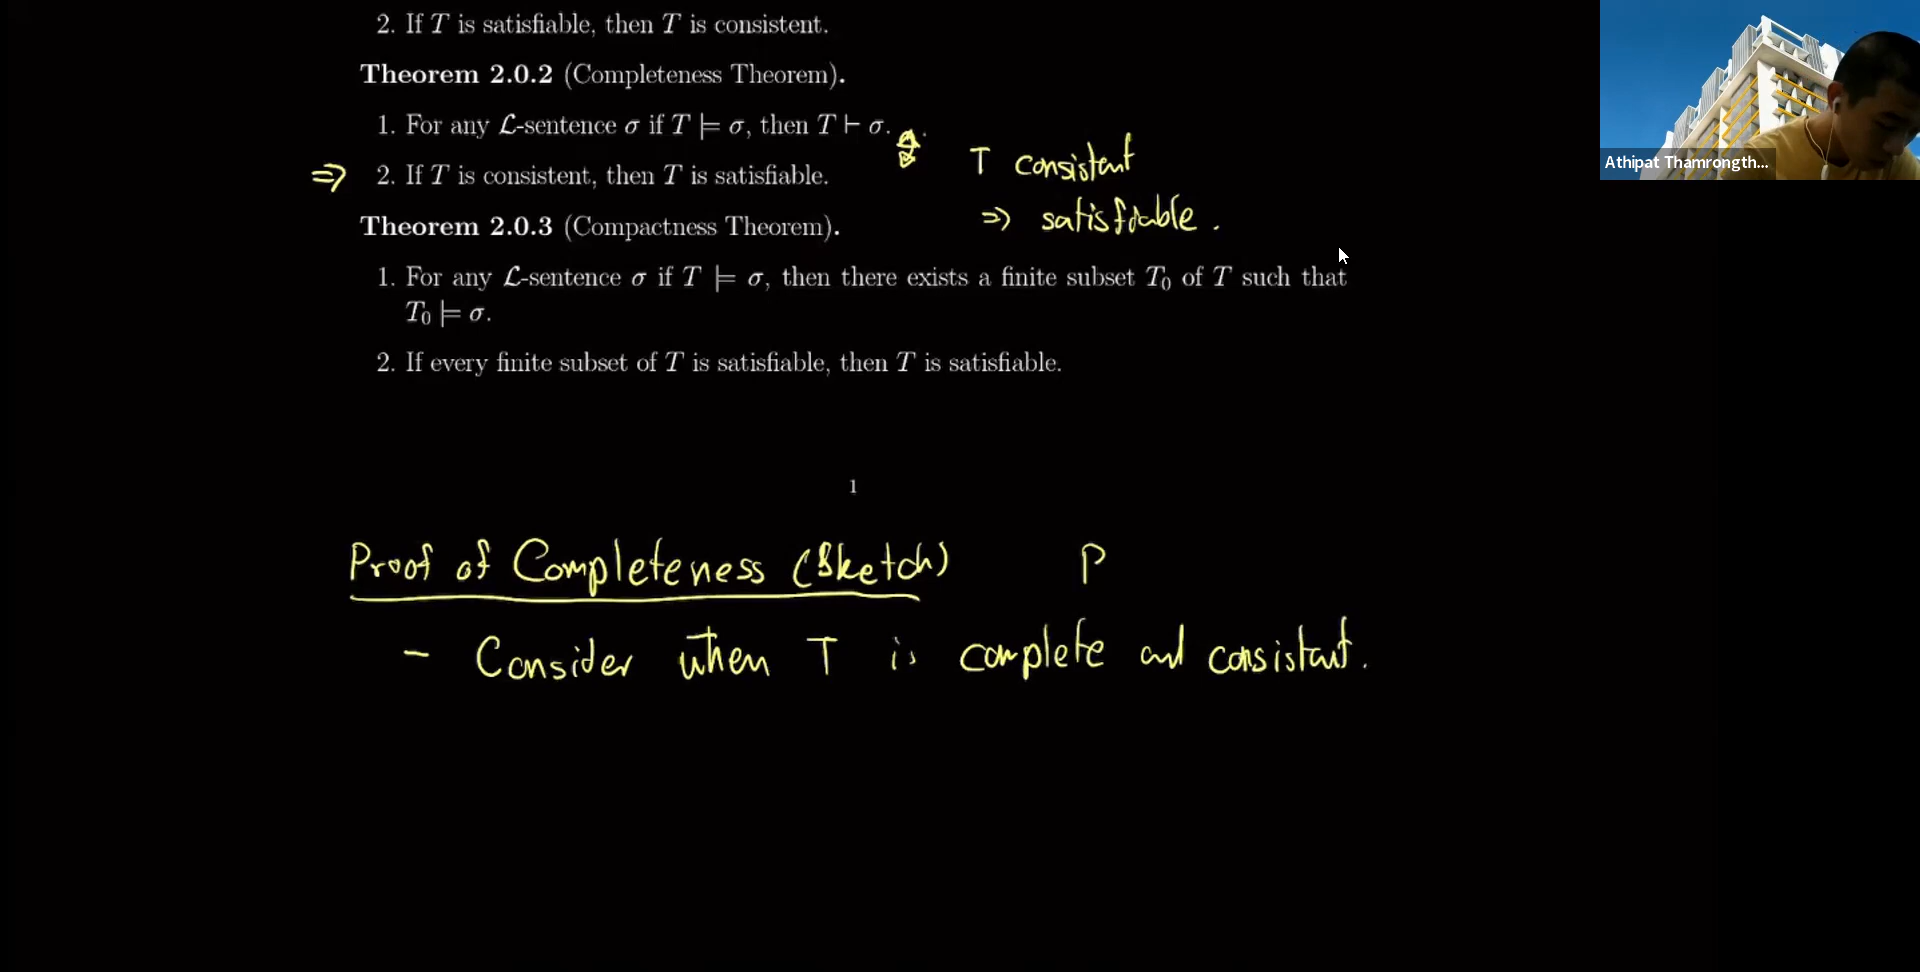 2. If T is satisfiable, then T is consistent.
Theorem 2.0.2 (Completeness Theorem).
1. For any ℒ-sentence σ if T ⊨ σ, then T ⊢ σ.
2. If T is consistent, then T is satisfiable.
⇒
T consistent
⇒ satisfiable.
Theorem 2.0.3 (Compactness Theorem).
1. For any ℒ-sentence σ if T ⊨ σ, then there exists a finite subset T₀ of T such that
T₀ ⊨ σ.
2. If every finite subset of T is satisfiable, then T is satisfiable.
1
Proof of Completeness (Sketch)
P
- Consider when T is complete and consistent.
Athipat Thamrongth...